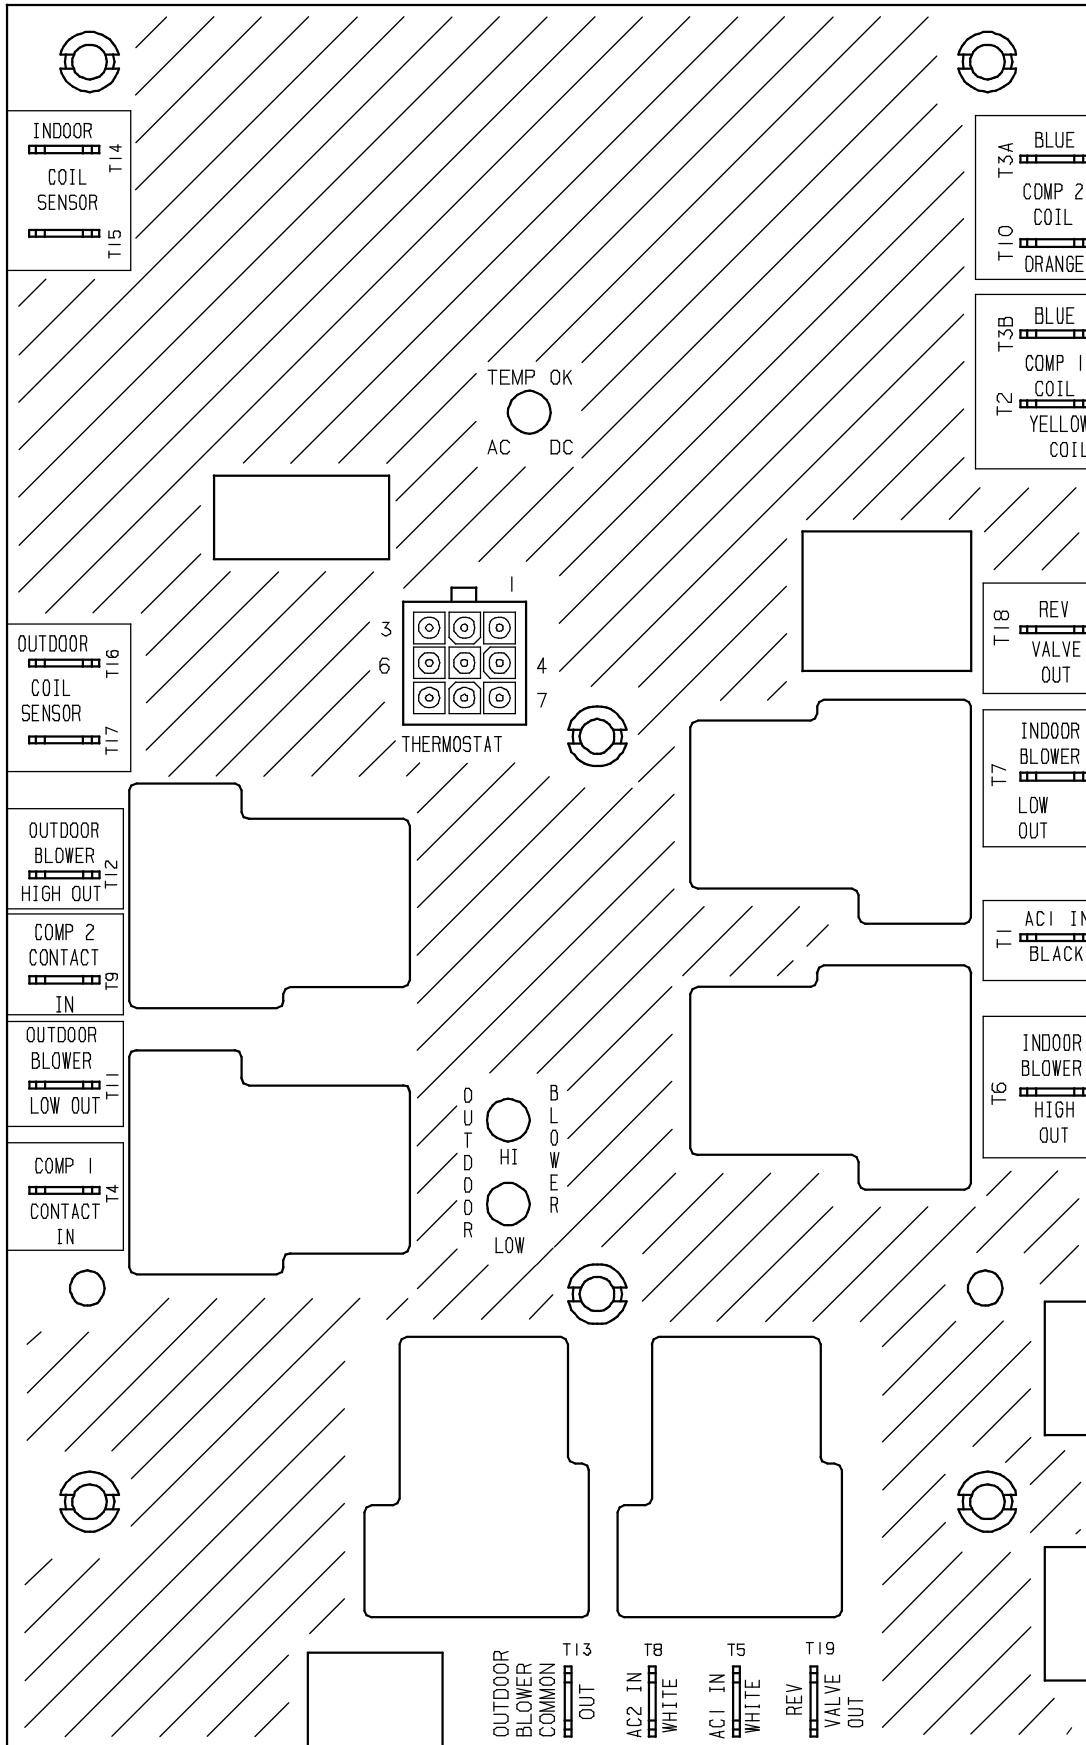 INDOOR
T14
COIL
SENSOR
T15
T3A
BLUE
COMP 2
COIL
T10
ORANGE
T3B
BLUE
COMP 1
COIL
T2
YELLOW
COIL
TEMP OK
AC DC
1
3
6
4
7
THERMOSTAT
OUTDOOR
T16
COIL
SENSOR
T17
T18
REV
VALVE
OUT
INDOOR
BLOWER
T7
LOW
OUT
OUTDOOR
BLOWER
T12
HIGH OUT
COMP 2
CONTACT
T9
IN
T1
AC1 IN
BLACK
OUTDOOR
BLOWER
T11
LOW OUT
COMP 1
T4
CONTACT
IN
INDOOR
BLOWER
T6
HIGH
OUT
OUTDOOR
BLOWER
HI
LOW
T13
OUTDOOR
BLOWER
COMMON
OUT
T8
AC2 IN
WHITE
T5
AC1 IN
WHITE
T19
REV
VALVE
OUT